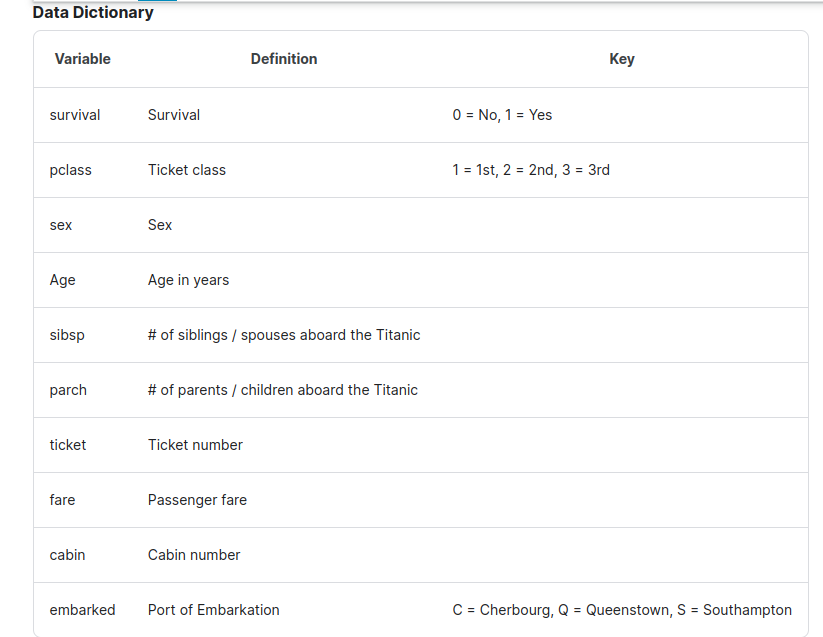 Data Dictionary
Variable Definition Key
survival Survival 0 = No, 1 = Yes
pclass Ticket class 1 = 1st, 2 = 2nd, 3 = 3rd
sex Sex
Age Age in years
sibsp # of siblings / spouses aboard the Titanic
parch # of parents / children aboard the Titanic
ticket Ticket number
fare Passenger fare
cabin Cabin number
embarked Port of Embarkation C = Cherbourg, Q = Queenstown, S = Southampton